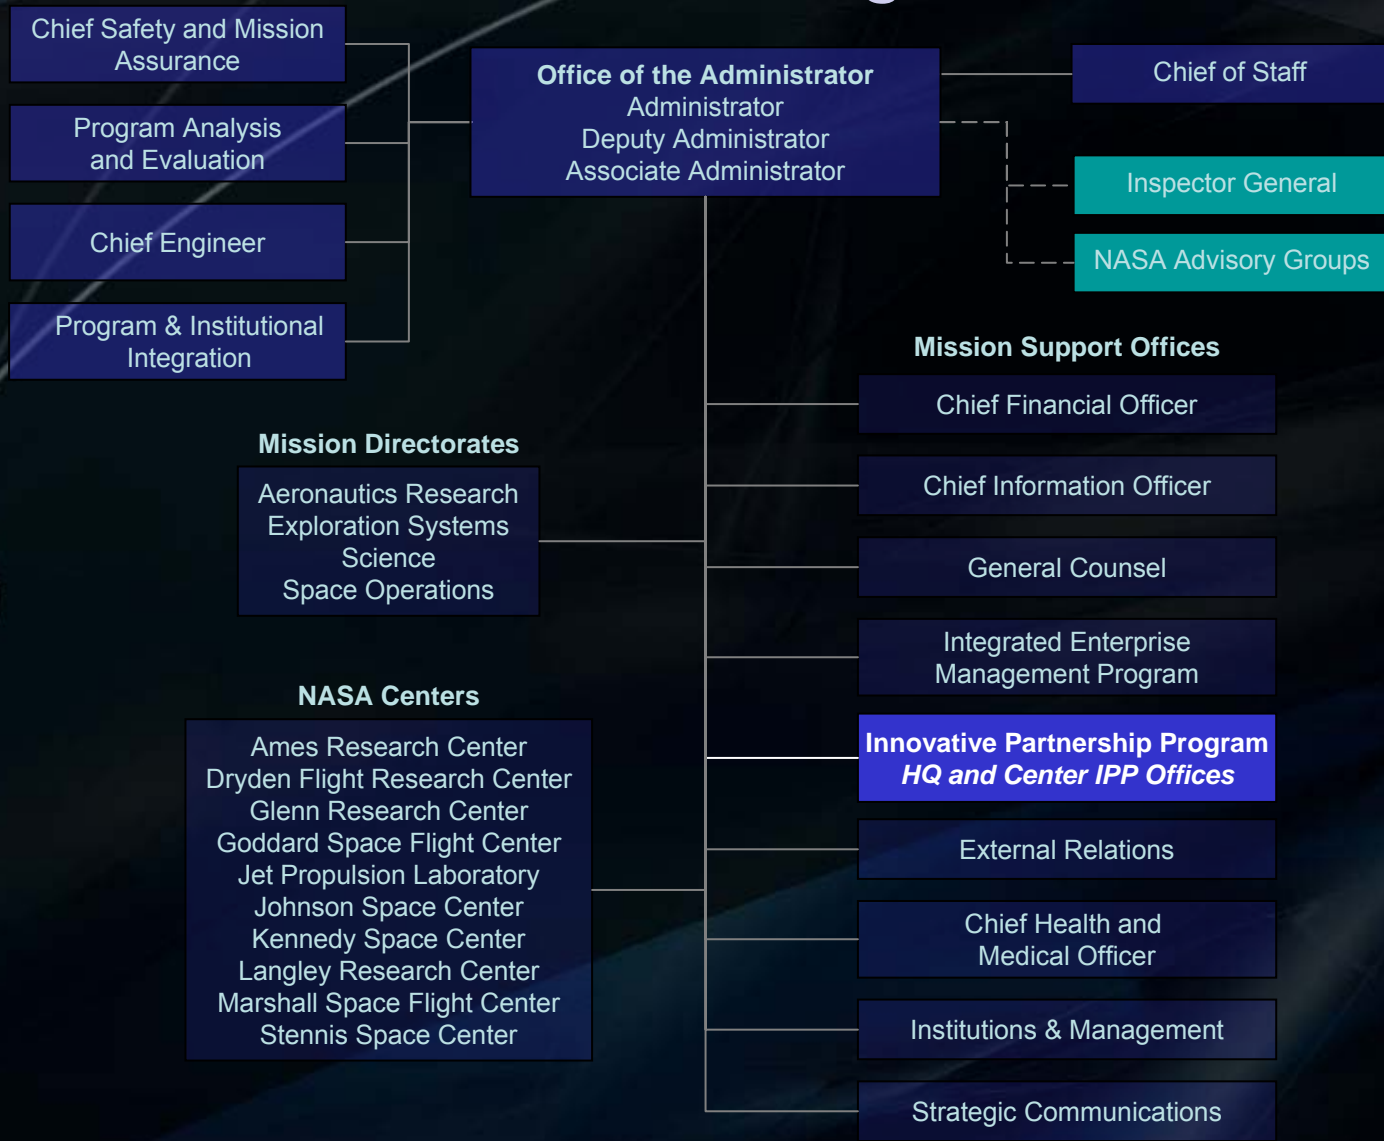 Chief Safety and Mission
Assurance
Program Analysis
and Evaluation
Chief Engineer
Program & Institutional
Integration
Office of the Administrator
Administrator
Deputy Administrator
Associate Administrator
Chief of Staff
Inspector General
NASA Advisory Groups
Mission Directorates
Aeronautics Research
Exploration Systems
Science
Space Operations
NASA Centers
Ames Research Center
Dryden Flight Research Center
Glenn Research Center
Goddard Space Flight Center
Jet Propulsion Laboratory
Johnson Space Center
Kennedy Space Center
Langley Research Center
Marshall Space Flight Center
Stennis Space Center
Mission Support Offices
Chief Financial Officer
Chief Information Officer
General Counsel
Integrated Enterprise
Management Program
Innovative Partnership Program
HQ and Center IPP Offices
External Relations
Chief Health and
Medical Officer
Institutions & Management
Strategic Communications